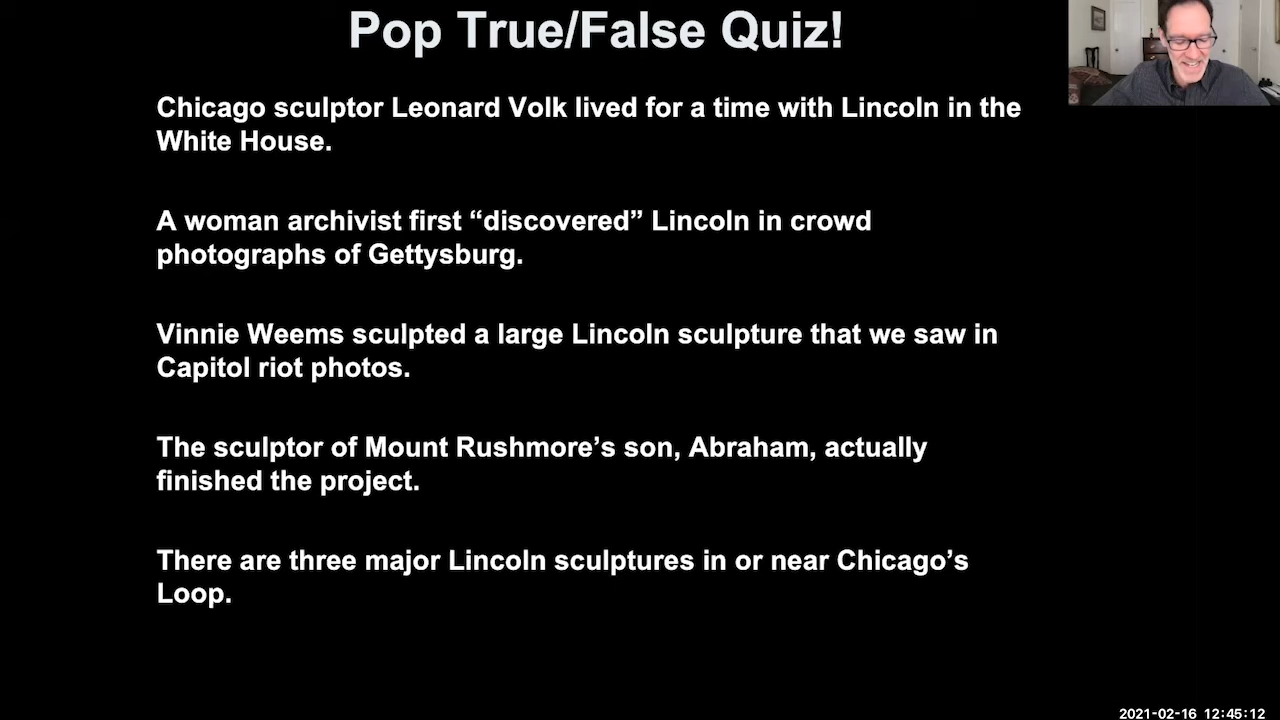 Pop True/False Quiz!
Chicago sculptor Leonard Volk lived for a time with Lincoln in the
White House.
A woman archivist first “discovered” Lincoln in crowd
photographs of Gettysburg.
Vinnie Weems sculpted a large Lincoln sculpture that we saw in
Capitol riot photos.
The sculptor of Mount Rushmore’s son, Abraham, actually
finished the project.
There are three major Lincoln sculptures in or near Chicago’s
Loop.
2021-02-16 12:45:12